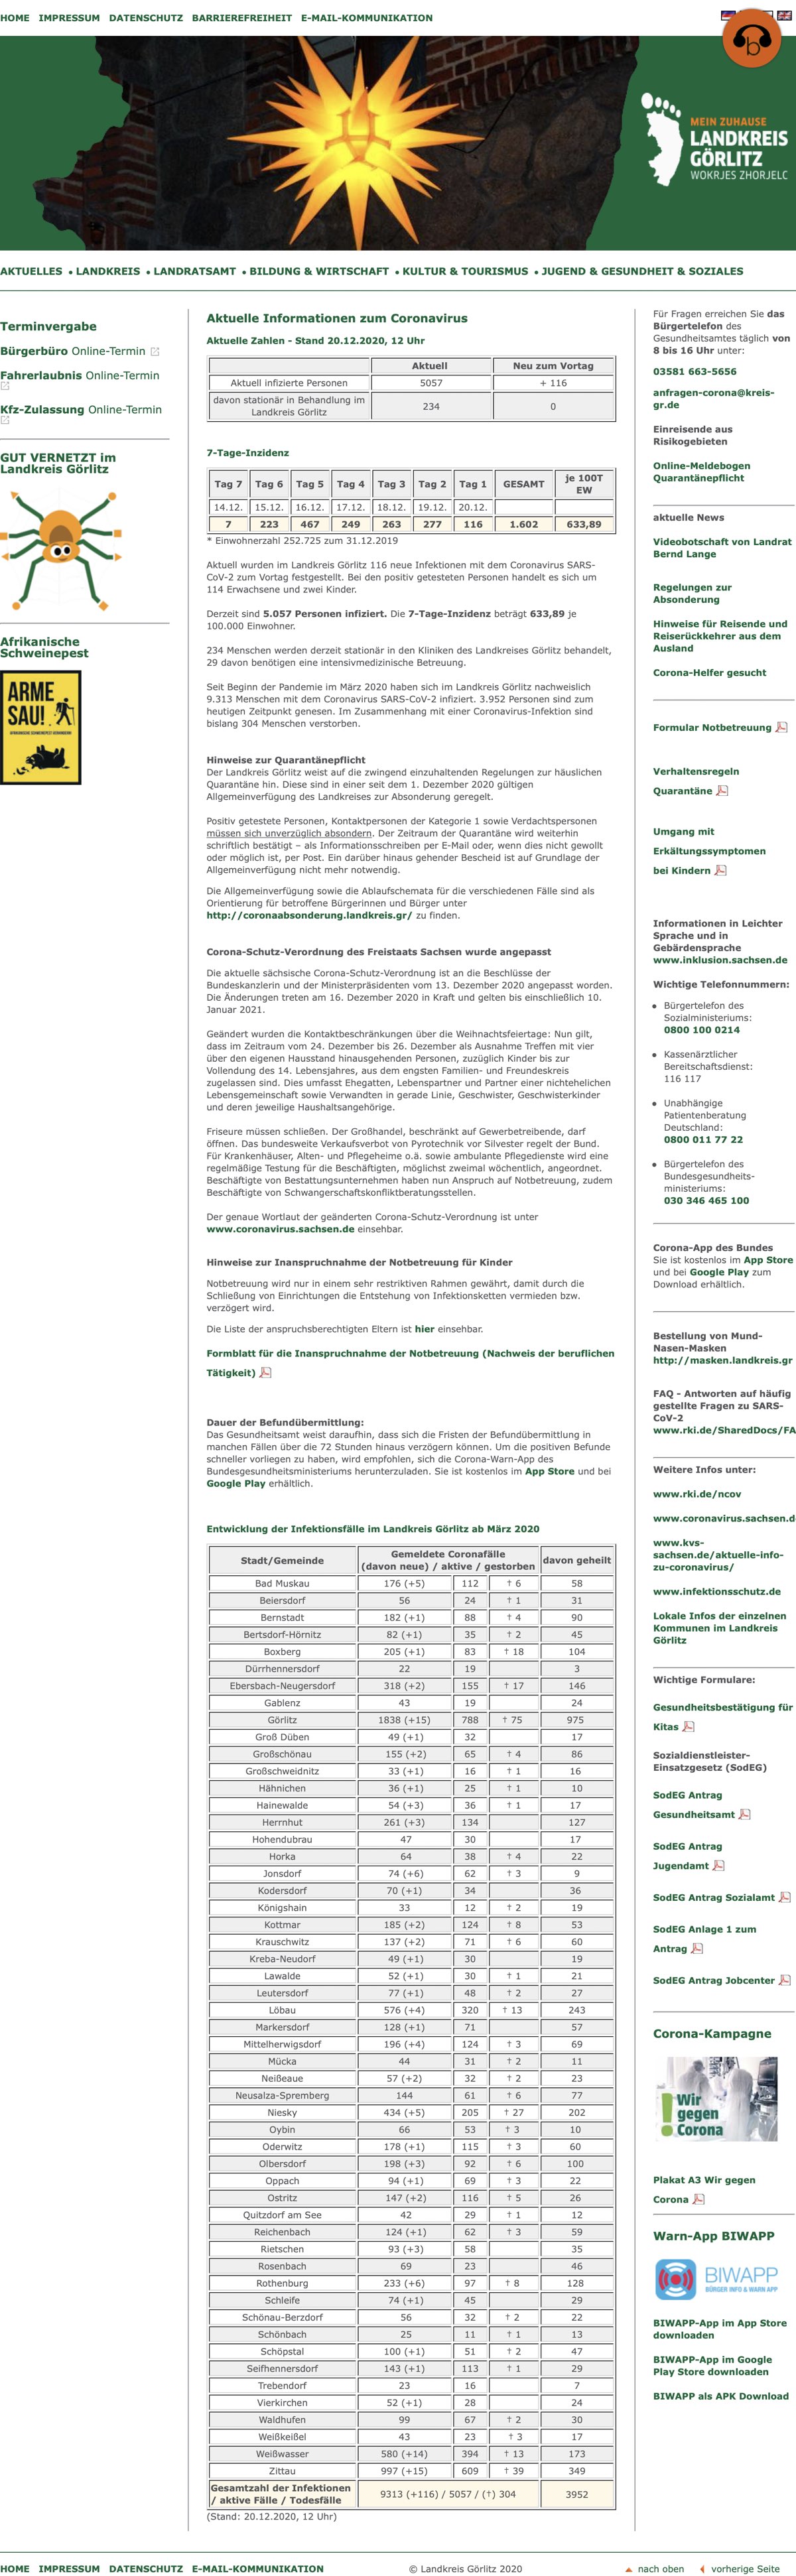 HOME IMPRESSUM DATENSCHUTZ BARRIEREFREIHEIT E-MAIL-KOMMUNIKATION
b
MEIN ZUHAUSE
LANDKREIS
GÖRLITZ
WOKRJES ZHORJELC
AKTUELLES • LANDKREIS • LANDRATSAMT • BILDUNG & WIRTSCHAFT • KULTUR & TOURISMUS • JUGEND & GESUNDHEIT & SOZIALES
Terminvergabe
Bürgerbüro Online-Termin
Fahrerlaubnis Online-Termin
Kfz-Zulassung Online-Termin
GUT VERNETZT im
Landkreis Görlitz
Afrikanische
Schweinepest
ARME
SAU!
Aktuelle Informationen zum Coronavirus
Aktuelle Zahlen - Stand 20.12.2020, 12 Uhr
Aktuell Neu zum Vortag
Aktuell infizierte Personen 5057 + 116
davon stationär in Behandlung im
Landkreis Görlitz 234 0
7-Tage-Inzidenz
Tag 7 Tag 6 Tag 5 Tag 4 Tag 3 Tag 2 Tag 1 GESAMT je 100T
EW
14.12. 15.12. 16.12. 17.12. 18.12. 19.12. 20.12.
7 223 467 249 263 277 116 1.602 633,89
* Einwohnerzahl 252.725 zum 31.12.2019
Aktuell wurden im Landkreis Görlitz 116 neue Infektionen mit dem Coronavirus SARS-
CoV-2 zum Vortag festgestellt. Bei den positiv getesteten Personen handelt es sich um
114 Erwachsene und zwei Kinder.
Derzeit sind 5.057 Personen infiziert. Die 7-Tage-Inzidenz beträgt 633,89 je
100.000 Einwohner.
234 Menschen werden derzeit stationär in den Kliniken des Landkreises Görlitz behandelt,
29 davon benötigen eine intensivmedizinische Betreuung.
Seit Beginn der Pandemie im März 2020 haben sich im Landkreis Görlitz nachweislich
9.313 Menschen mit dem Coronavirus SARS-CoV-2 infiziert. 3.952 Personen sind zum
heutigen Zeitpunkt genesen. Im Zusammenhang mit einer Coronavirus-Infektion sind
bislang 304 Menschen verstorben.
Hinweise zur Quarantänepflicht
Der Landkreis Görlitz weist auf die zwingend einzuhaltenden Regelungen zur häuslichen
Quarantäne hin. Diese sind in einer seit dem 1. Dezember 2020 gültigen
Allgemeinverfügung des Landkreises zur Absonderung geregelt.
Positiv getestete Personen, Kontaktpersonen der Kategorie 1 sowie Verdachtspersonen
müssen sich unverzüglich absondern. Der Zeitraum der Quarantäne wird weiterhin
schriftlich bestätigt – als Informationsschreiben per E-Mail oder, wenn dies nicht gewollt
oder möglich ist, per Post. Ein darüber hinaus gehender Bescheid ist auf Grundlage der
Allgemeinverfügung nicht mehr notwendig.
Die Allgemeinverfügung sowie die Ablaufschemata für die verschiedenen Fälle sind als
Orientierung für betroffene Bürgerinnen und Bürger unter
http://coronaabsonderung.landkreis.gr/ zu finden.
Corona-Schutz-Verordnung des Freistaats Sachsen wurde angepasst
Die aktuelle sächsische Corona-Schutz-Verordnung ist an die Beschlüsse der
Bundeskanzlerin und der Ministerpräsidenten vom 13. Dezember 2020 angepasst worden.
Die Änderungen treten am 16. Dezember 2020 in Kraft und gelten bis einschließlich 10.
Januar 2021.
Geändert wurden die Kontaktbeschränkungen über die Weihnachtsfeiertage: Nun gilt,
dass im Zeitraum vom 24. Dezember bis 26. Dezember als Ausnahme Treffen mit vier
über den eigenen Hausstand hinausgehenden Personen, zuzüglich Kinder bis zur
Vollendung des 14. Lebensjahres, aus dem engsten Familien- und Freundeskreis
zugelassen sind. Dies umfasst Ehegatten, Lebenspartner und Partner einer nichtehelichen
Lebensgemeinschaft sowie Verwandten in gerade Linie, Geschwister, Geschwisterkinder
und deren jeweilige Haushaltsangehörige.
Friseure müssen schließen. Der Großhandel, beschränkt auf Gewerbetreibende, darf
öffnen. Das bundesweite Verkaufsverbot von Pyrotechnik vor Silvester regelt der Bund.
Für Krankenhäuser, Alten- und Pflegeheime o.ä. sowie ambulante Pflegedienste wird eine
regelmäßige Testung für die Beschäftigten, möglichst zweimal wöchentlich, angeordnet.
Beschäftigte von Bestattungsunternehmen haben nun Anspruch auf Notbetreuung, zudem
Beschäftigte von Schwangerschaftskonfliktberatungsstellen.
Der genaue Wortlaut der geänderten Corona-Schutz-Verordnung ist unter
www.coronavirus.sachsen.de einsehbar.
Hinweise zur Inanspruchnahme der Notbetreuung für Kinder
Notbetreuung wird nur in einem sehr restriktiven Rahmen gewährt, damit durch die
Schließung von Einrichtungen die Entstehung von Infektionsketten vermieden bzw.
verzögert wird.
Die Liste der anspruchsberechtigten Eltern ist hier einsehbar.
Formblatt für die Inanspruchnahme der Notbetreuung (Nachweis der beruflichen
Tätigkeit)
Dauer der Befundübermittlung:
Das Gesundheitsamt weist daraufhin, dass sich die Fristen der Befundübermittlung in
manchen Fällen über die 72 Stunden hinaus verzögern können. Um die positiven Befunde
schneller vorliegen zu haben, wird empfohlen, sich die Corona-Warn-App des
Bundesgesundheitsministeriums herunterzuladen. Sie ist kostenlos im App Store und bei
Google Play erhältlich.
Entwicklung der Infektionsfälle im Landkreis Görlitz ab März 2020
Stadt/Gemeinde Gemeldete Coronafälle
(davon neue) / aktive / gestorben davon geheilt
Bad Muskau 176 (+5) 112 † 6 58
Beiersdorf 56 24 † 1 31
Bernstadt 182 (+1) 88 † 4 90
Bertsdorf-Hörnitz 82 (+1) 35 † 2 45
Boxberg 205 (+1) 83 † 18 104
Dürrhennersdorf 22 19 3
Ebersbach-Neugersdorf 318 (+2) 155 † 17 146
Gablenz 43 19 24
Görlitz 1838 (+15) 788 † 75 975
Groß Düben 49 (+1) 32 17
Großschönau 155 (+2) 65 † 4 86
Großschweidnitz 33 (+1) 16 † 1 16
Hähnichen 36 (+1) 25 † 1 10
Hainewalde 54 (+3) 36 † 1 17
Herrnhut 261 (+3) 134 127
Hohendubrau 47 30 17
Horka 64 38 † 4 22
Jonsdorf 74 (+6) 62 † 3 9
Kodersdorf 70 (+1) 34 36
Königshain 33 12 † 2 19
Kottmar 185 (+2) 124 † 8 53
Krauschwitz 137 (+2) 71 † 6 60
Kreba-Neudorf 49 (+1) 30 19
Lawalde 52 (+1) 30 † 1 21
Leutersdorf 77 (+1) 48 † 2 27
Löbau 576 (+4) 320 † 13 243
Markersdorf 128 (+1) 71 57
Mittelherwigsdorf 196 (+4) 124 † 3 69
Mücka 44 31 † 2 11
Neißeaue 57 (+2) 32 † 2 23
Neusalza-Spremberg 144 61 † 6 77
Niesky 434 (+5) 205 † 27 202
Oybin 66 53 † 3 10
Oderwitz 178 (+1) 115 † 3 60
Olbersdorf 198 (+3) 92 † 6 100
Oppach 94 (+1) 69 † 3 22
Ostritz 147 (+2) 116 † 5 26
Quitzdorf am See 42 29 † 1 12
Reichenbach 124 (+1) 62 † 3 59
Rietschen 93 (+3) 58 35
Rosenbach 69 23 46
Rothenburg 233 (+6) 97 † 8 128
Schleife 74 (+1) 45 29
Schönau-Berzdorf 56 32 † 2 22
Schönbach 25 11 † 1 13
Schöpstal 100 (+1) 51 † 2 47
Seifhennersdorf 143 (+1) 113 † 1 29
Trebendorf 23 16 7
Vierkirchen 52 (+1) 28 24
Waldhufen 99 67 † 2 30
Weißkeißel 43 23 † 3 17
Weißwasser 580 (+14) 394 † 13 173
Zittau 997 (+15) 609 † 39 349
Gesamtzahl der Infektionen
/ aktive Fälle / Todesfälle 9313 (+116) / 5057 / (†) 304 3952
(Stand: 20.12.2020, 12 Uhr)
Für Fragen erreichen Sie das
Bürgertelefon des
Gesundheitsamtes täglich von
8 bis 16 Uhr unter:
03581 663-5656
anfragen-corona@kreis-
gr.de
Einreisende aus
Risikogebieten
Online-Meldebogen
Quarantänepflicht
aktuelle News
Videobotschaft von Landrat
Bernd Lange
Regelungen zur
Absonderung
Hinweise für Reisende und
Reiserückkehrer aus dem
Ausland
Corona-Helfer gesucht
Formular Notbetreuung
Verhaltensregeln
Quarantäne
Umgang mit
Erkältungssymptomen
bei Kindern
Informationen in Leichter
Sprache und in
Gebärdensprache
www.inklusion.sachsen.de
Wichtige Telefonnummern:
• Bürgertelefon des
Sozialministeriums:
0800 100 0214
• Kassenärztlicher
Bereitschaftsdienst:
116 117
• Unabhängige
Patientenberatung
Deutschland:
0800 011 77 22
• Bürgertelefon des
Bundesgesundheits-
ministeriums:
030 346 465 100
Corona-App des Bundes
Sie ist kostenlos im App Store
und bei Google Play zum
Download erhältlich.
Bestellung von Mund-
Nasen-Masken
http://masken.landkreis.gr
FAQ - Antworten auf häufig
gestellte Fragen zu SARS-
CoV-2
www.rki.de/SharedDocs/FA
Weitere Infos unter:
www.rki.de/ncov
www.coronavirus.sachsen.d
www.kvs-
sachsen.de/aktuelle-info-
zu-coronavirus/
www.infektionsschutz.de
Lokale Infos der einzelnen
Kommunen im Landkreis
Görlitz
Wichtige Formulare:
Gesundheitsbestätigung für
Kitas
Sozialdienstleister-
Einsatzgesetz (SodEG)
SodEG Antrag
Gesundheitsamt
SodEG Antrag
Jugendamt
SodEG Antrag Sozialamt
SodEG Anlage 1 zum
Antrag
SodEG Antrag Jobcenter
Corona-Kampagne
Wir
gegen
Corona
Plakat A3 Wir gegen
Corona
Warn-App BIWAPP
BIWAPP
BÜRGER INFO & WARN APP
BIWAPP-App im App Store
downloaden
BIWAPP-App im Google
Play Store downloaden
BIWAPP als APK Download
HOME IMPRESSUM DATENSCHUTZ E-MAIL-KOMMUNIKATION © Landkreis Görlitz 2020 nach oben vorherige Seite